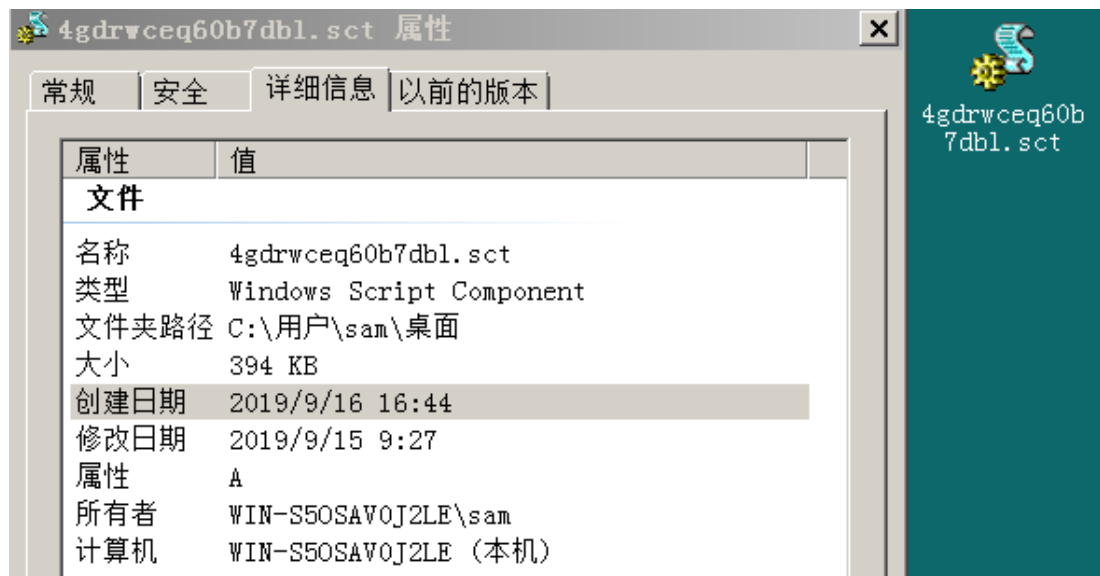 4gdrwceq60b7dbl.sct 属性
常规 安全 详细信息 以前的版本
属性 值
文件
名称 4gdrwceq60b7dbl.sct
类型 Windows Script Component
文件夹路径 C:\用户\sam\桌面
大小 394 KB
创建日期 2019/9/16 16:44
修改日期 2019/9/15 9:27
属性 A
所有者 WIN-S5OSAV0J2LE\sam
计算机 WIN-S5OSAV0J2LE (本机)
4gdrwceq60b
7dbl.sct